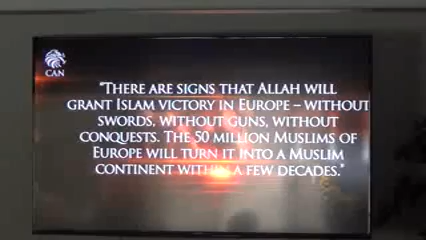 CAN
"THERE ARE SIGNS THAT ALLAH WILL
GRANT ISLAM VICTORY IN EUROPE – WITHOUT
SWORDS, WITHOUT GUNS, WITHOUT
CONQUESTS. THE 50 MILLION MUSLIMS OF
EUROPE WILL TURN IT INTO A MUSLIM
CONTINENT WITHIN A FEW DECADES."